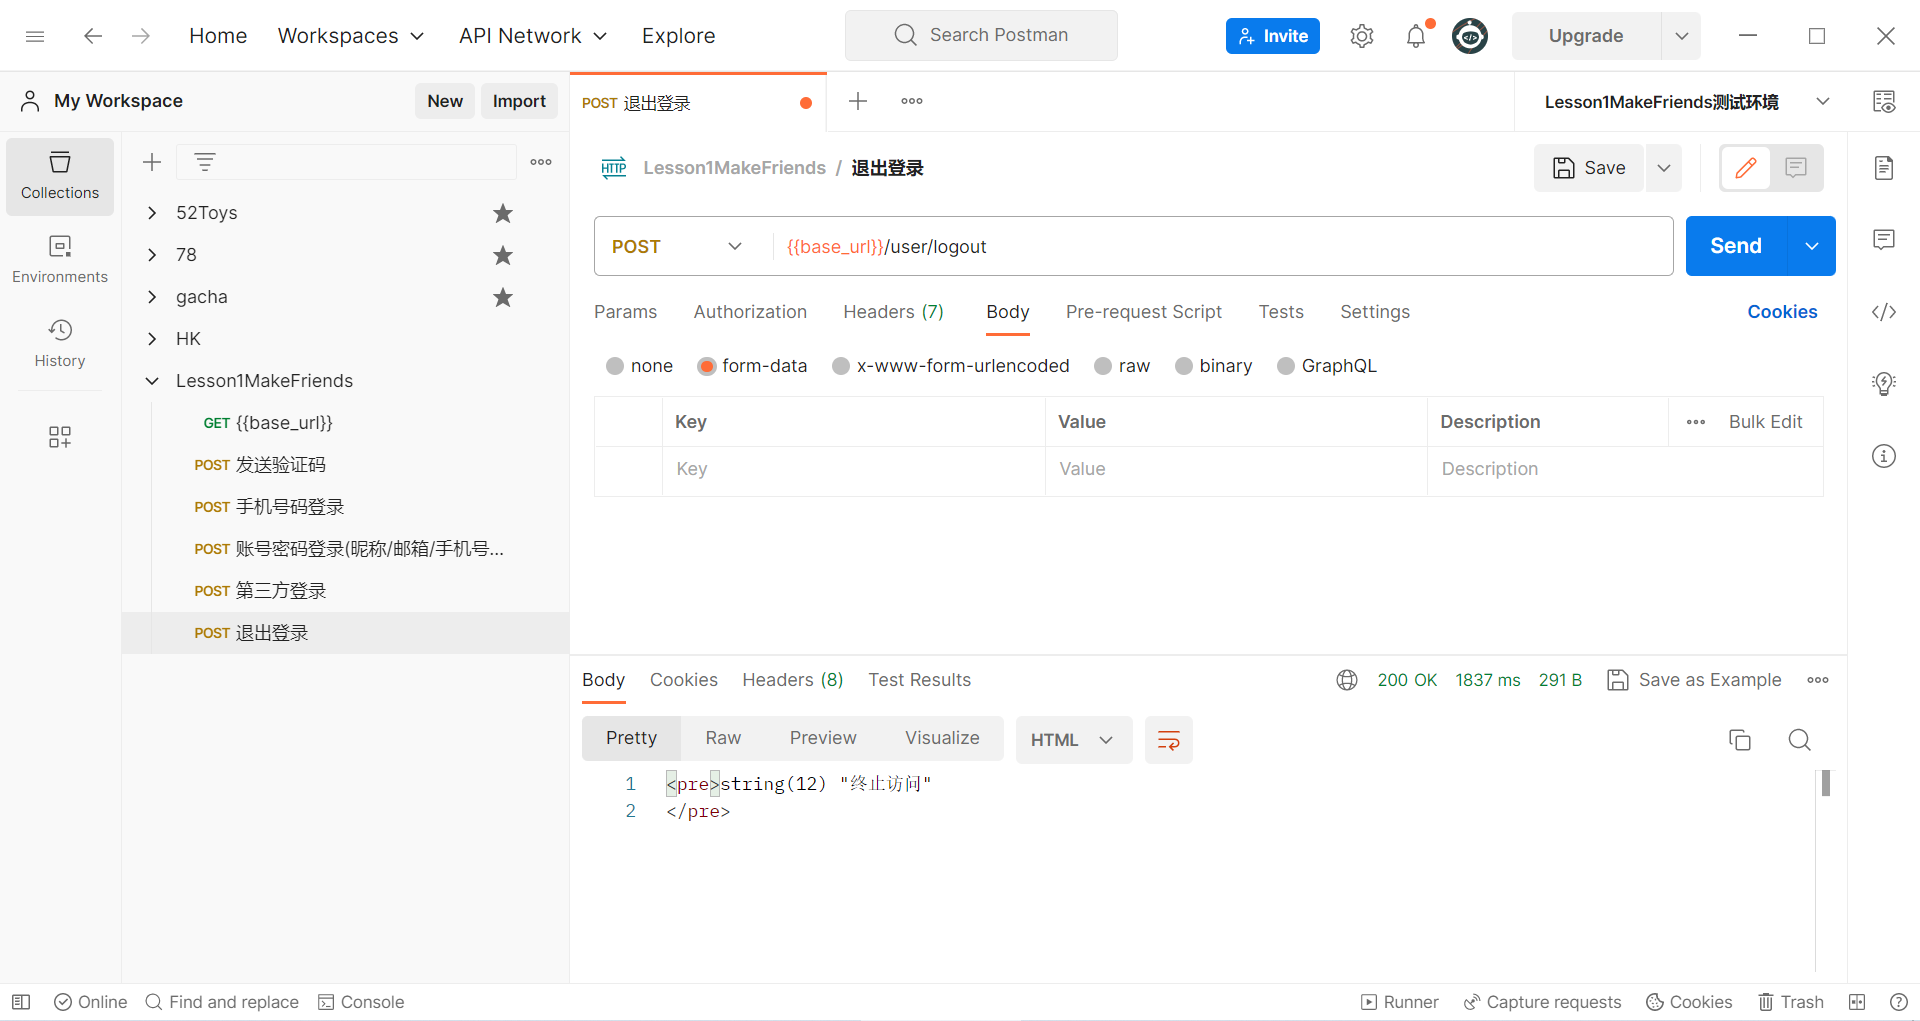 Home Workspaces API Network Explore Search Postman Invite Upgrade
My Workspace New Import
POST 退出登录
Lesson1MakeFriends测试环境
Collections
Environments
History
52Toys
78
gacha
HK
Lesson1MakeFriends
GET {{base_url}}
POST 发送验证码
POST 手机号码登录
POST 账号密码登录(昵称/邮箱/手机号...
POST 第三方登录
POST 退出登录
HTTP Lesson1MakeFriends / 退出登录
Save
POST {{base_url}}/user/logout Send
Params Authorization Headers (7) Body Pre-request Script Tests Settings Cookies
none form-data x-www-form-urlencoded raw binary GraphQL
Key Value Description Bulk Edit
Key Value Description
Body Cookies Headers (8) Test Results 200 OK 1837 ms 291 B Save as Example
Pretty Raw Preview Visualize HTML
1 <pre>string(12) "终止访问"
2 </pre>
Online Find and replace Console Runner Capture requests Cookies Trash